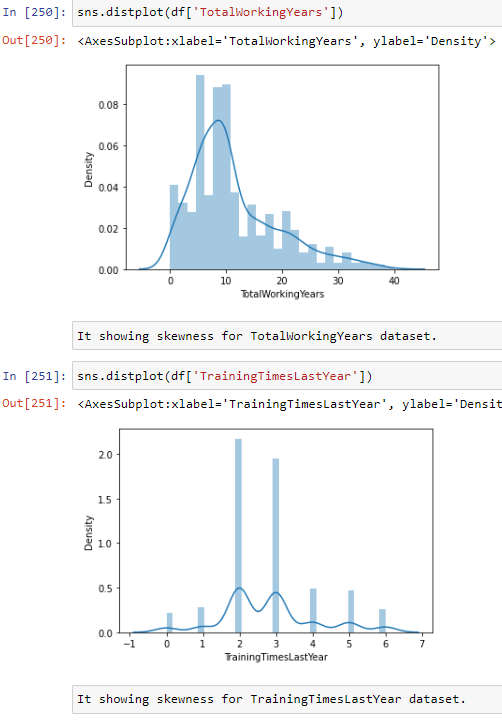 In [250]: sns.distplot(df['TotalWorkingYears'])
Out[250]: <AxesSubplot:xlabel='TotalWorkingYears', ylabel='Density'>
0.08
0.06
0.04
0.02
0.00
Density
0 10 20 30 40
TotalWorkingYears
It showing skewness for TotalWorkingYears dataset.
In [251]: sns.distplot(df['TrainingTimesLastYear'])
Out[251]: <AxesSubplot:xlabel='TrainingTimesLastYear', ylabel='Densit
2.0
1.5
1.0
0.5
0.0
Density
−1 0 1 2 3 4 5 6 7
TrainingTimesLastYear
It showing skewness for TrainingTimesLastYear dataset.